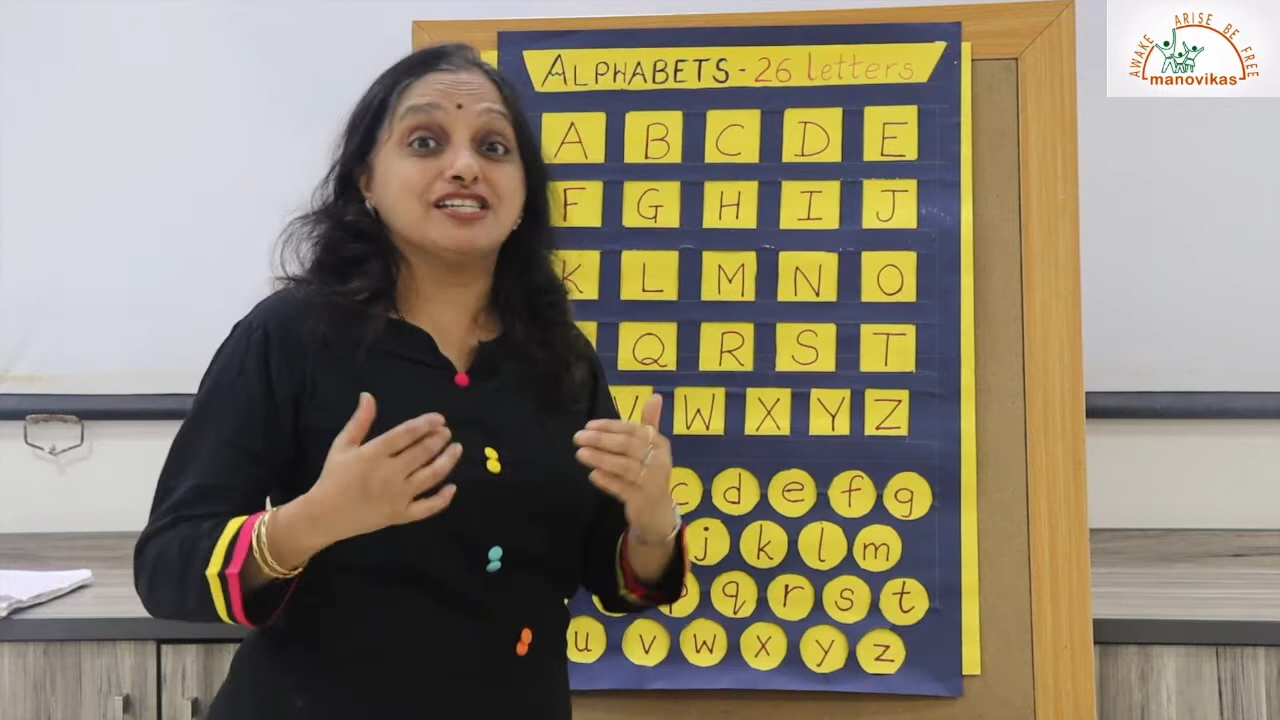 AWAKE ARISE BE FREE
manovikas
ALPHABETS - 26 letters
A B C D E
F G H I J
K L M N O
Q R S T
V W X Y Z
c d e f g
j k l m
p q r s t
u v w x y z